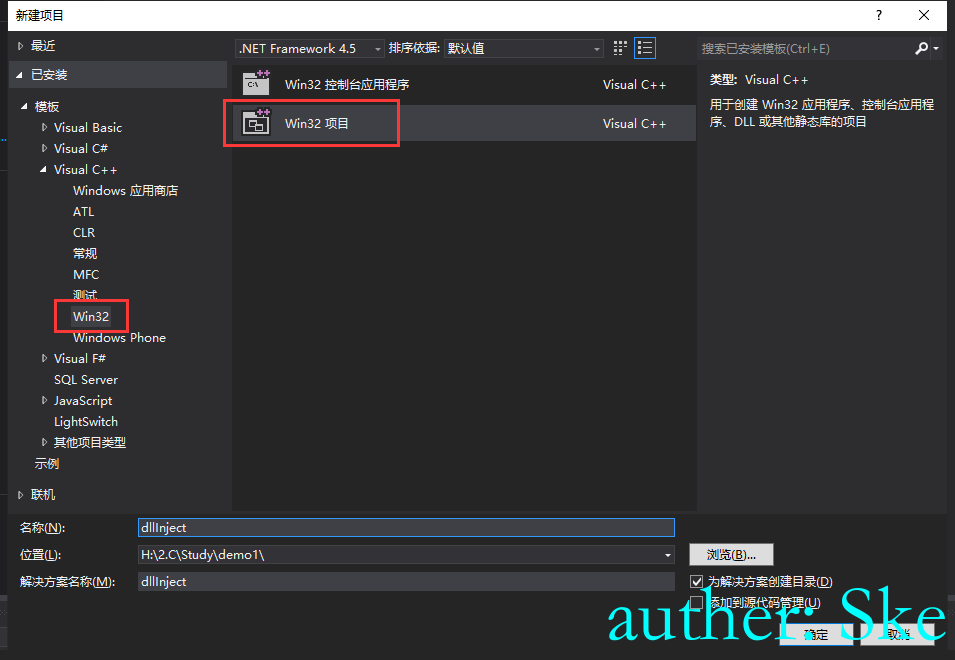 新建项目
?
最近
.NET Framework 4.5 排序依据: 默认值
搜索已安装模板(Ctrl+E)
已安装
模板
Visual Basic
Visual C#
Visual C++
Windows 应用商店
ATL
CLR
常规
MFC
测试
Win32
Windows Phone
Visual F#
SQL Server
JavaScript
LightSwitch
其他项目类型
示例
联机
Win32 控制台应用程序 Visual C++
Win32 项目 Visual C++
类型: Visual C++
用于创建 Win32 应用程序、控制台应用程
序、DLL 或其他静态库的项目
名称(N): dllInject
位置(L): H:\2.C\Study\demo1\ 浏览(B)...
解决方案名称(M): dllInject
为解决方案创建目录(D)
添加到源代码管理(U)
确定 取消
auther: Ske